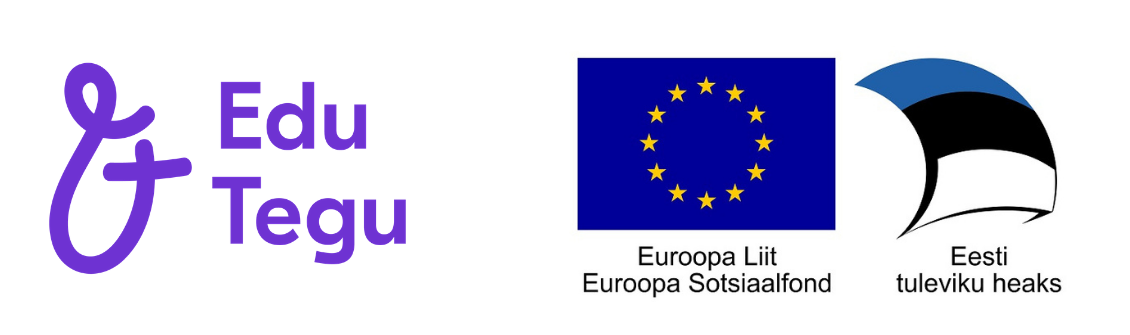 Edu
Tegu
Euroopa Liit
Euroopa Sotsiaalfond
Eesti
tuleviku heaks